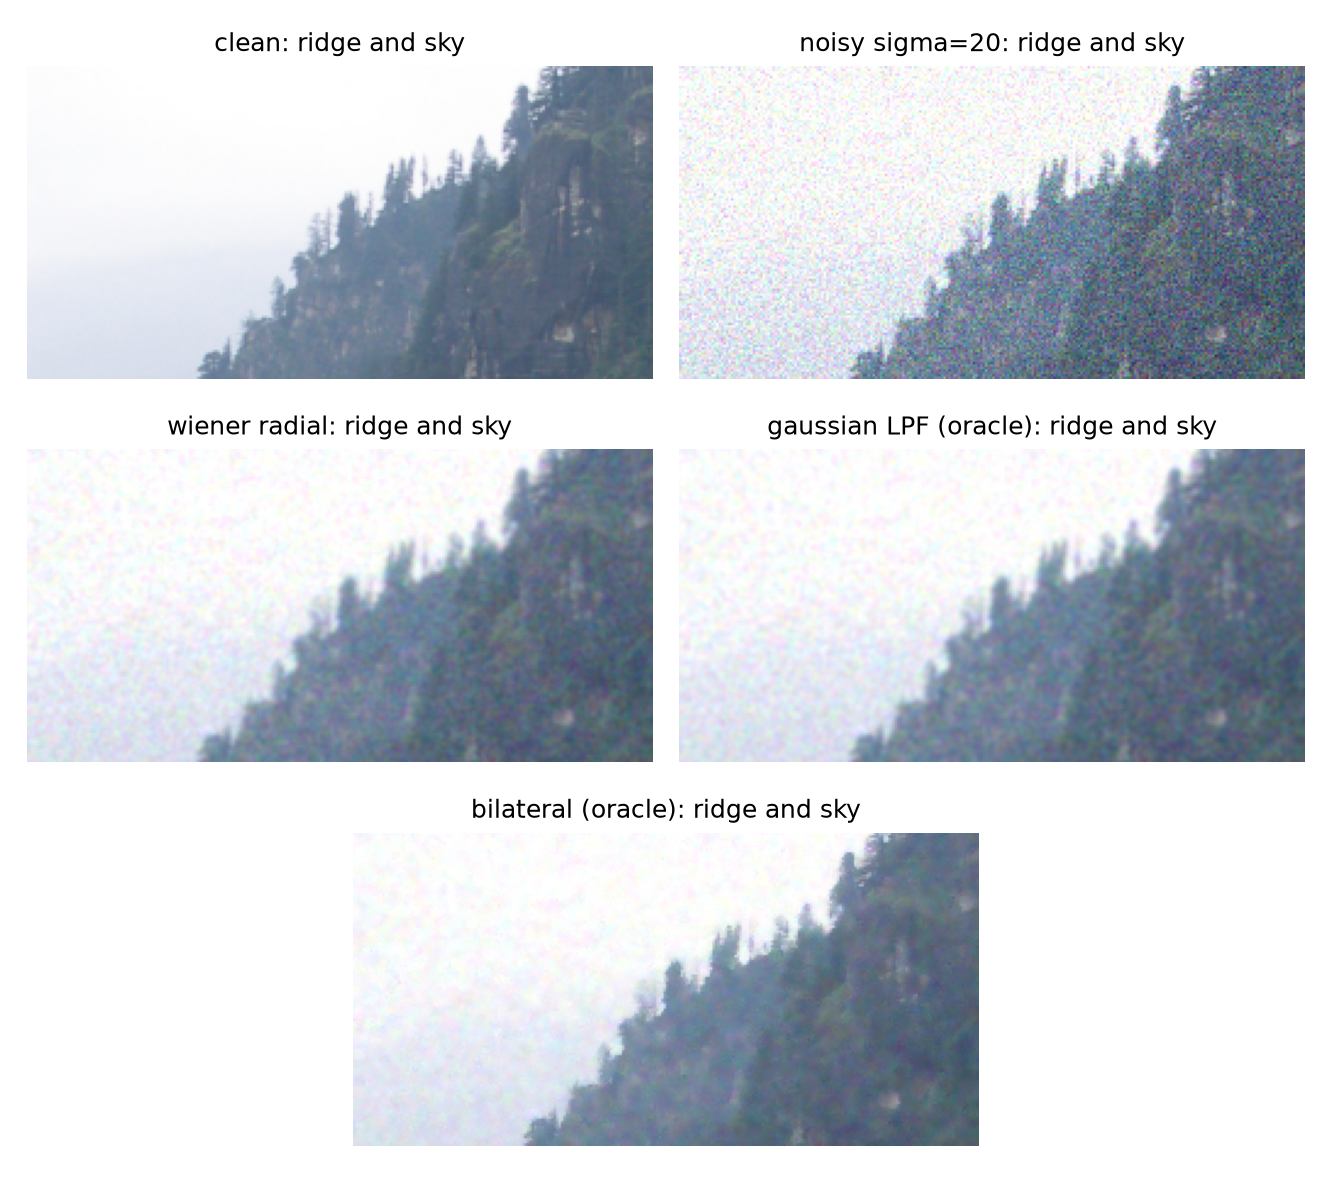 clean: ridge and sky
noisy sigma=20: ridge and sky
wiener radial: ridge and sky
gaussian LPF (oracle): ridge and sky
bilateral (oracle): ridge and sky